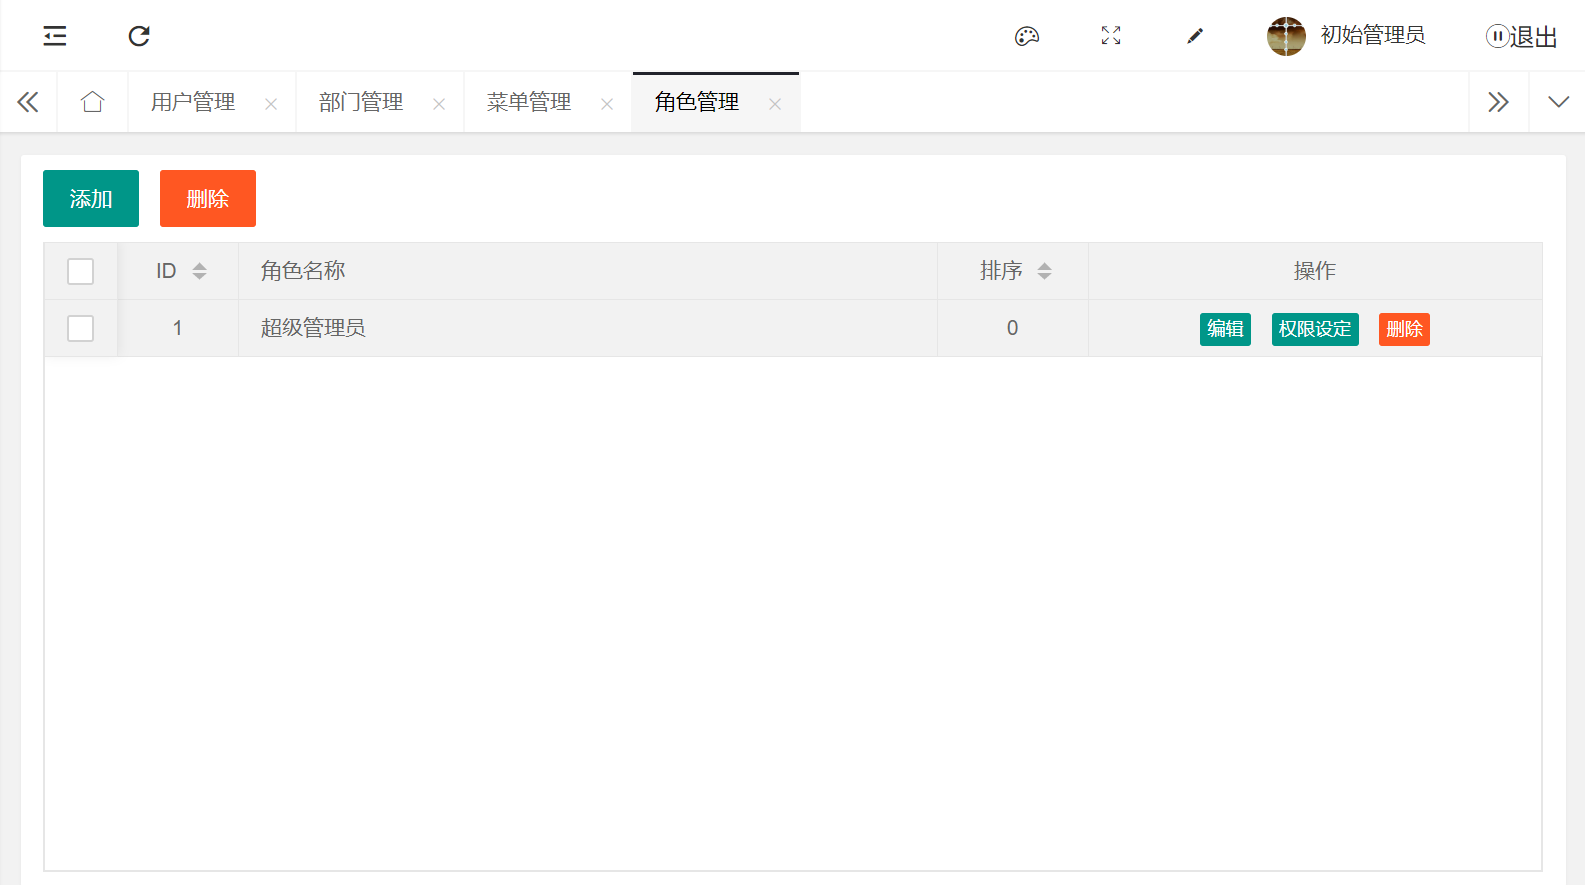 初始管理员 退出
用户管理 部门管理 菜单管理 角色管理
添加 删除
ID 角色名称 排序 操作
1 超级管理员 0 编辑 权限设定 删除